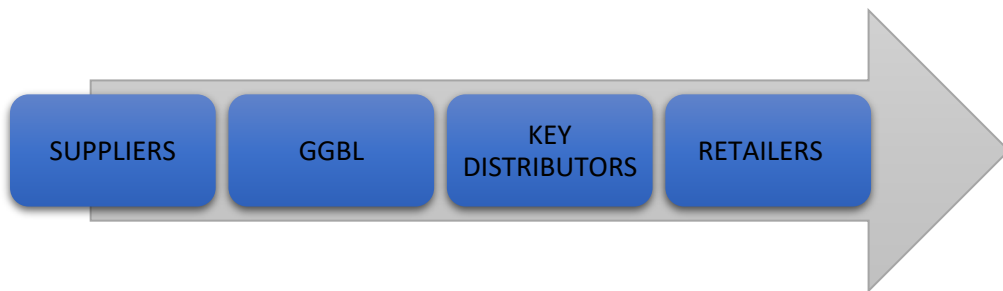 SUPPLIERS
GGBL
KEY
DISTRIBUTORS
RETAILERS